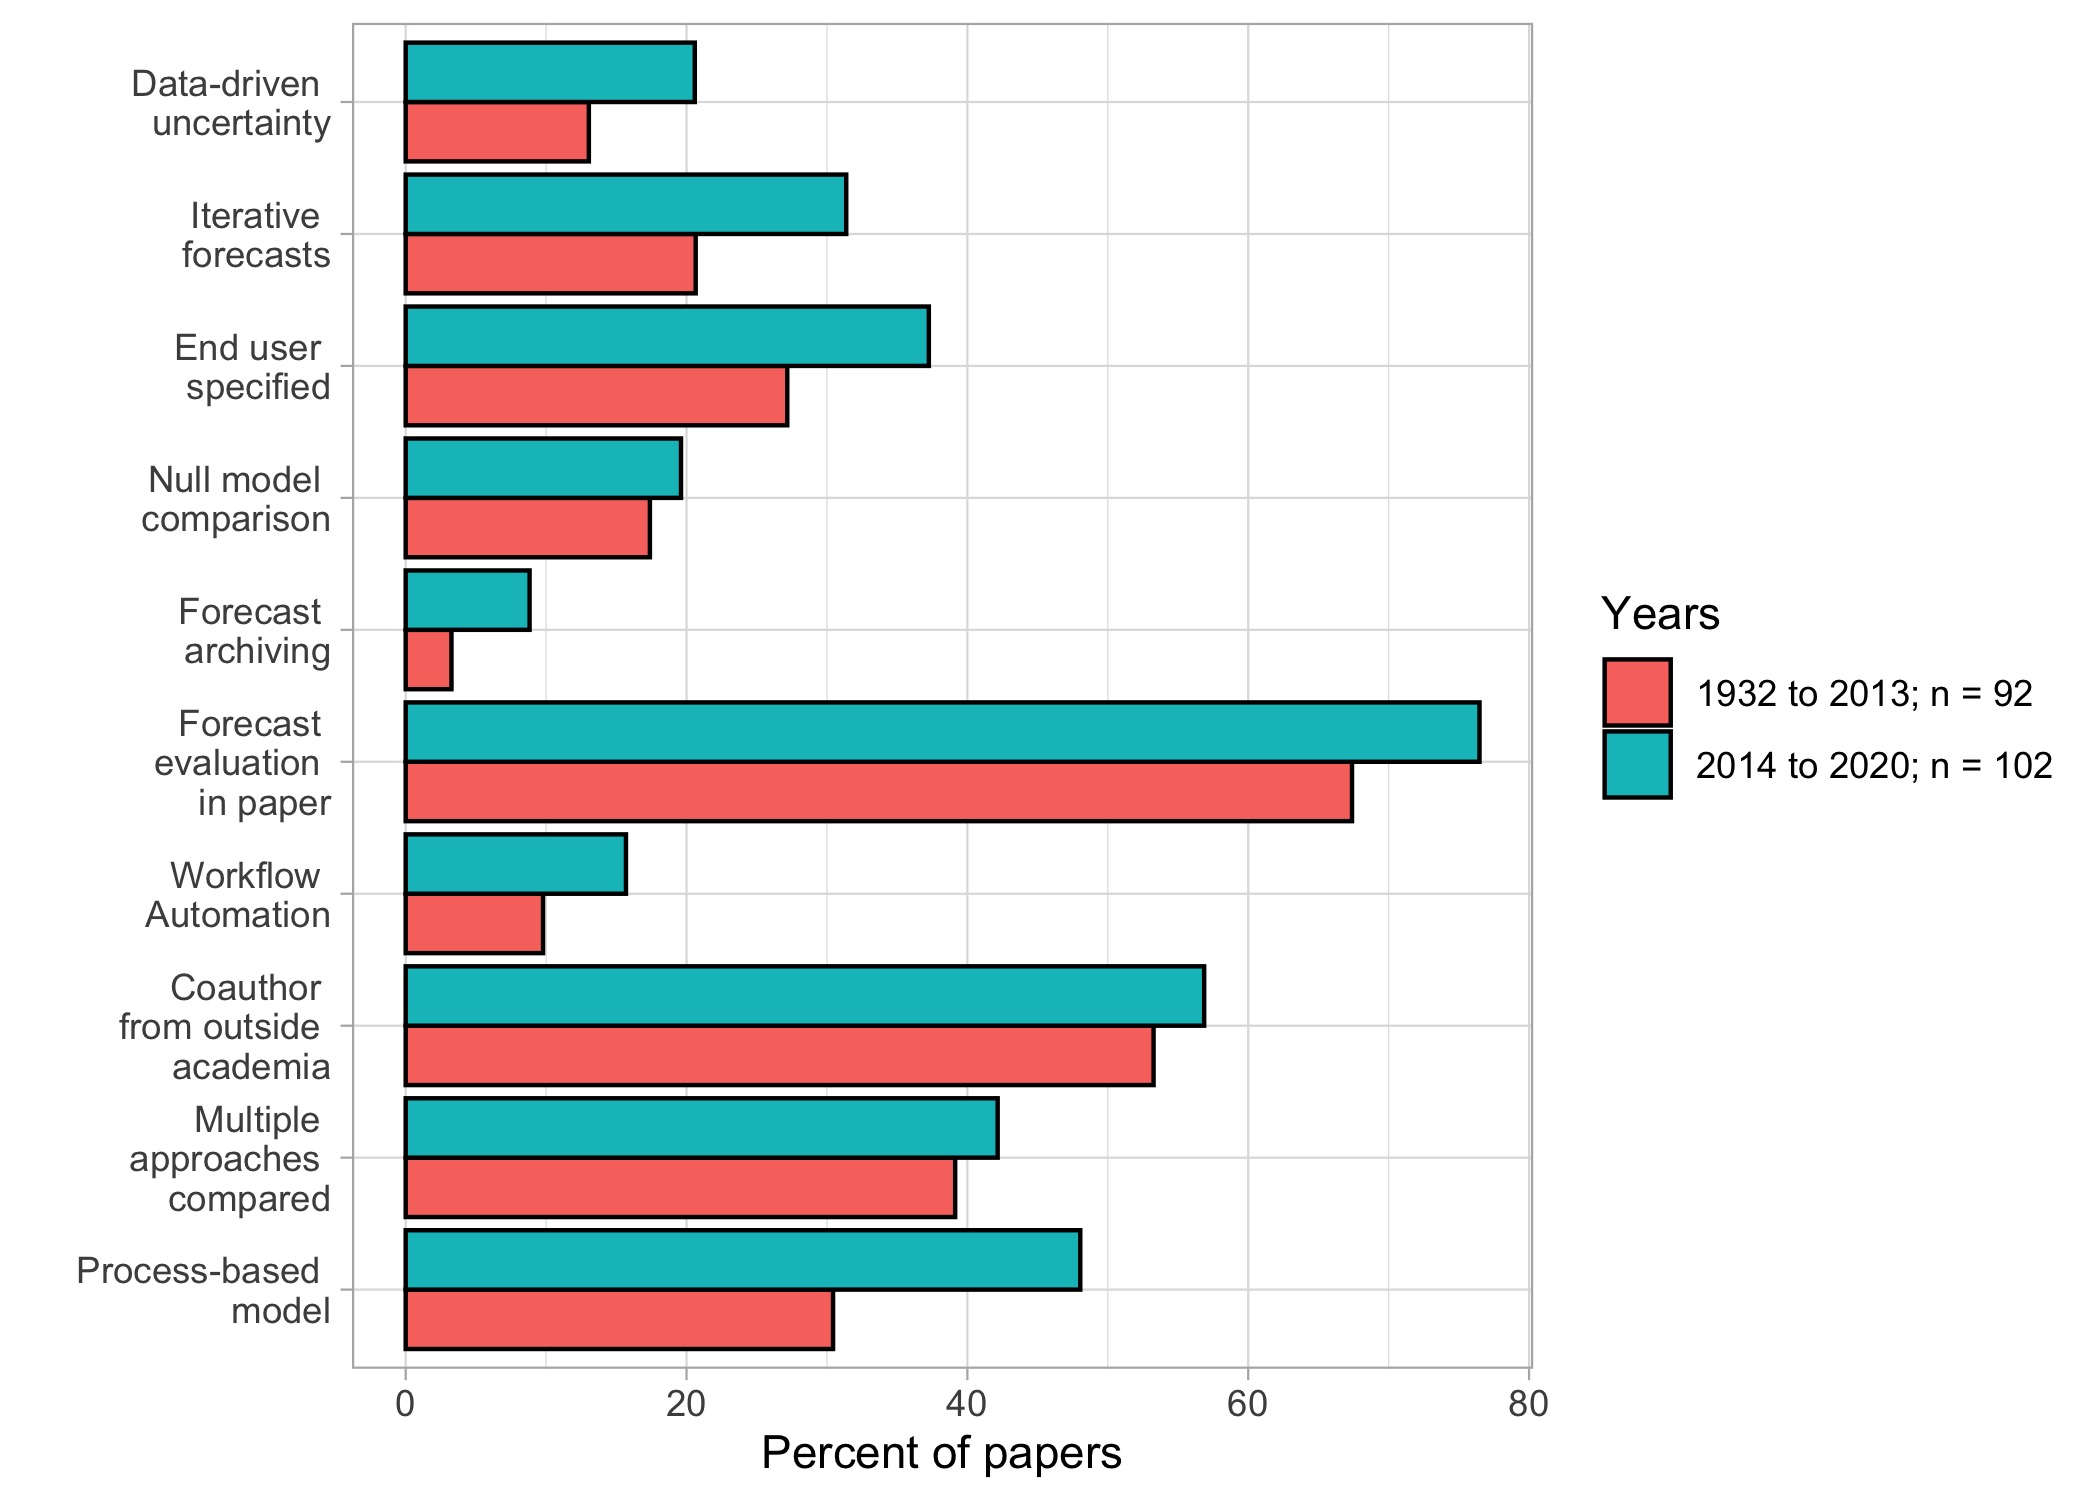 Data-driven
uncertainty
Iterative
forecasts
End user
specified
Null model
comparison
Forecast
archiving
Forecast
evaluation
in paper
Workflow
Automation
Coauthor
from outside
academia
Multiple
approaches
compared
Process-based
model
0 20 40 60 80
Percent of papers
Years
1932 to 2013; n = 92
2014 to 2020; n = 102